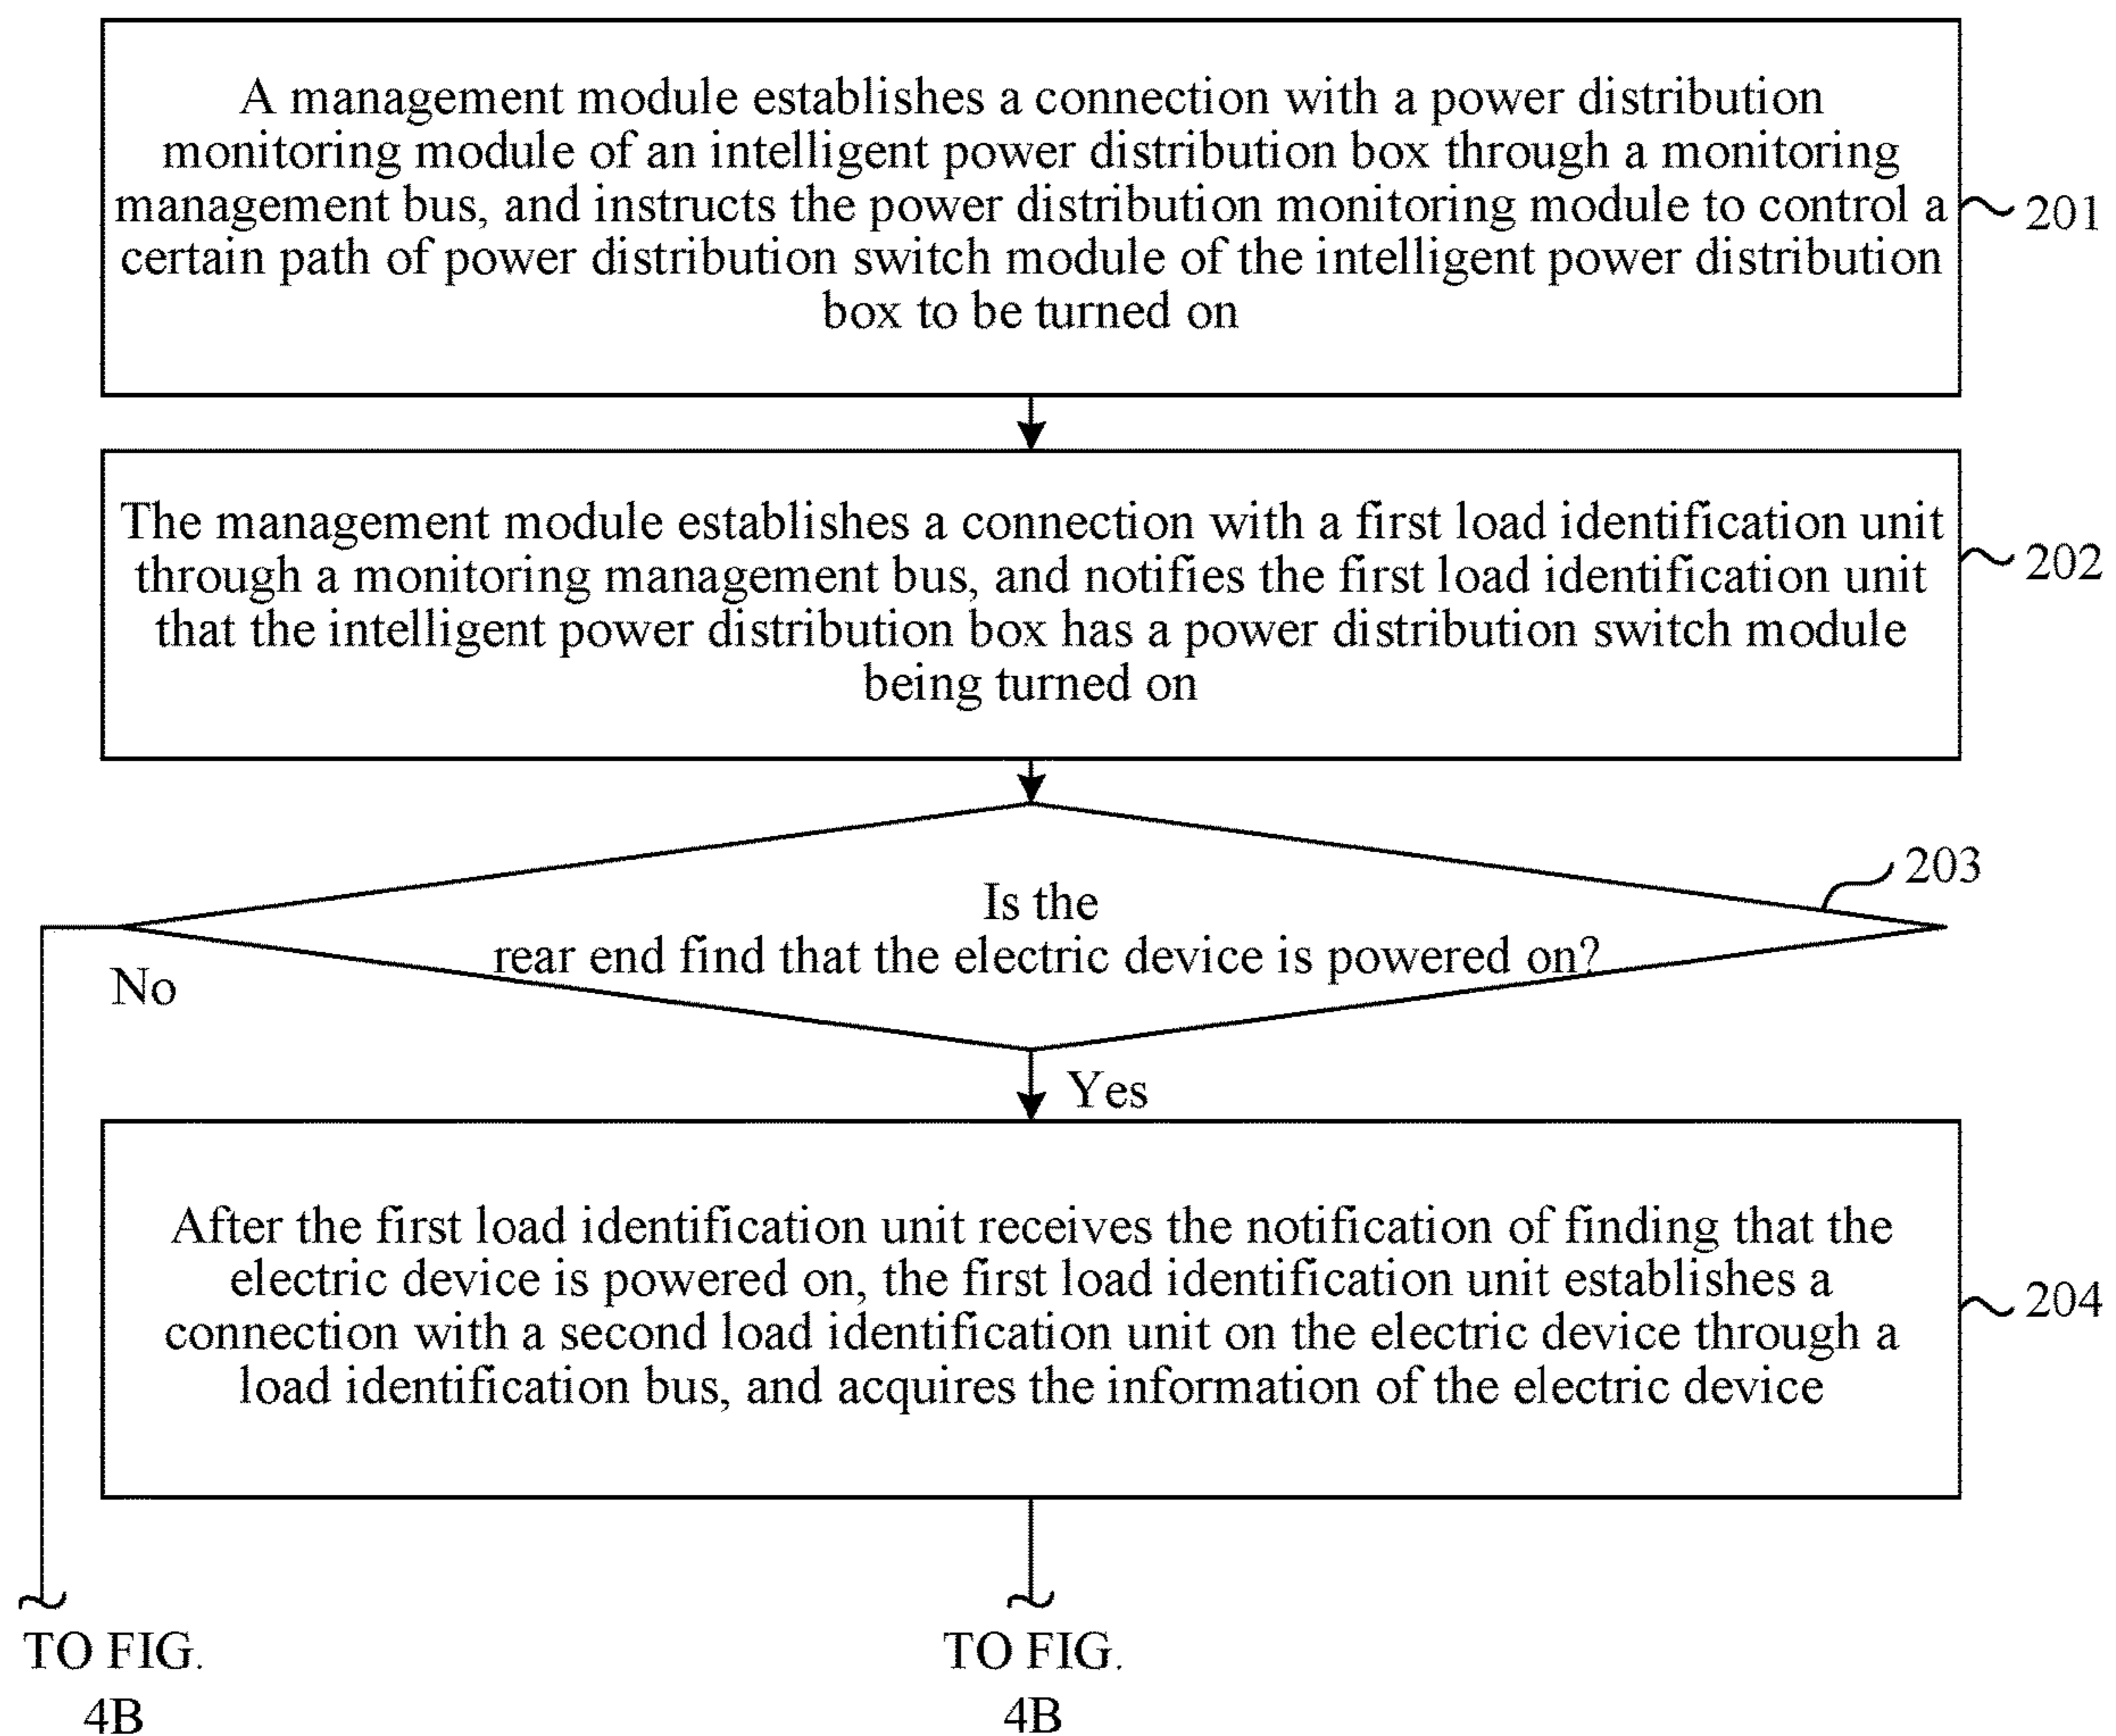 A management module establishes a connection with a power distribution
monitoring module of an intelligent power distribution box through a monitoring
management bus, and instructs the power distribution monitoring module to control a
certain path of power distribution switch module of the intelligent power distribution
box to be turned on
201
The management module establishes a connection with a first load identification unit
through a monitoring management bus, and notifies the first load identification unit
that the intelligent power distribution box has a power distribution switch module
being turned on
202
203
Is the
rear end find that the electric device is powered on?
No
Yes
After the first load identification unit receives the notification of finding that the
electric device is powered on, the first load identification unit establishes a
connection with a second load identification unit on the electric device through a
load identification bus, and acquires the information of the electric device
204
TO FIG.
4B
TO FIG.
4B